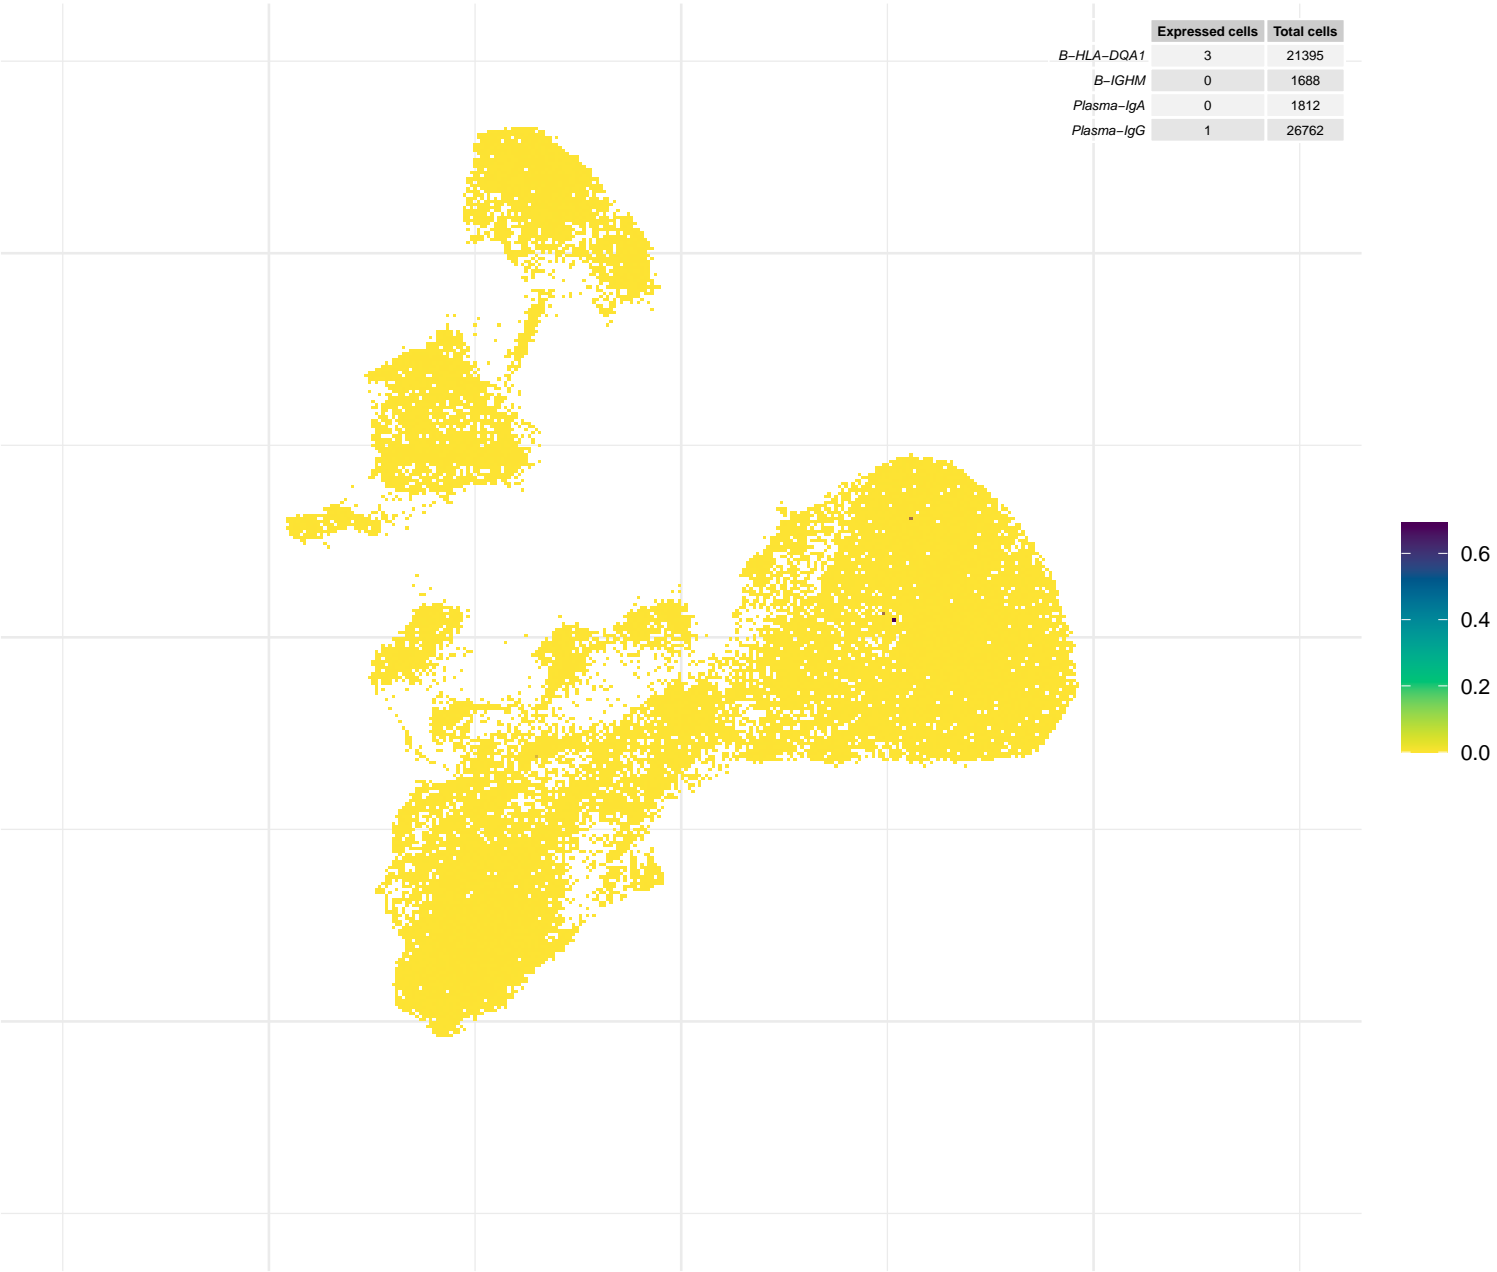 Expressed cells Total cells
B−HLA−DQA1 3 21395
B−IGHM 0 1688
Plasma−IgA 0 1812
Plasma−IgG 1 26762
0.6
0.4
0.2
0.0